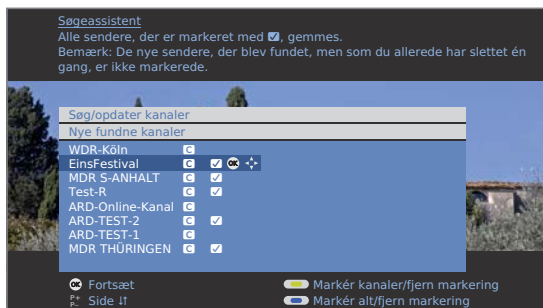 Søgeassistent
Alle sendere, der er markeret med ☑, gemmes.
Bemærk: De nye sendere, der blev fundet, men som du allerede har slettet én
gang, er ikke markerede.
Søg/opdater kanaler
Nye fundne kanaler
WDR-Köln C
EinsFestival C ☑ OK
MDR S-ANHALT C ☑
Test-R C ☑
ARD-Online-Kanal C
ARD-TEST-2 C ☑
ARD-TEST-1 C
MDR THÜRINGEN C ☑
OK Fortsæt
Markér kanaler/fjern markering
P+ P– Side ↓↑
Markér alt/fjern markering